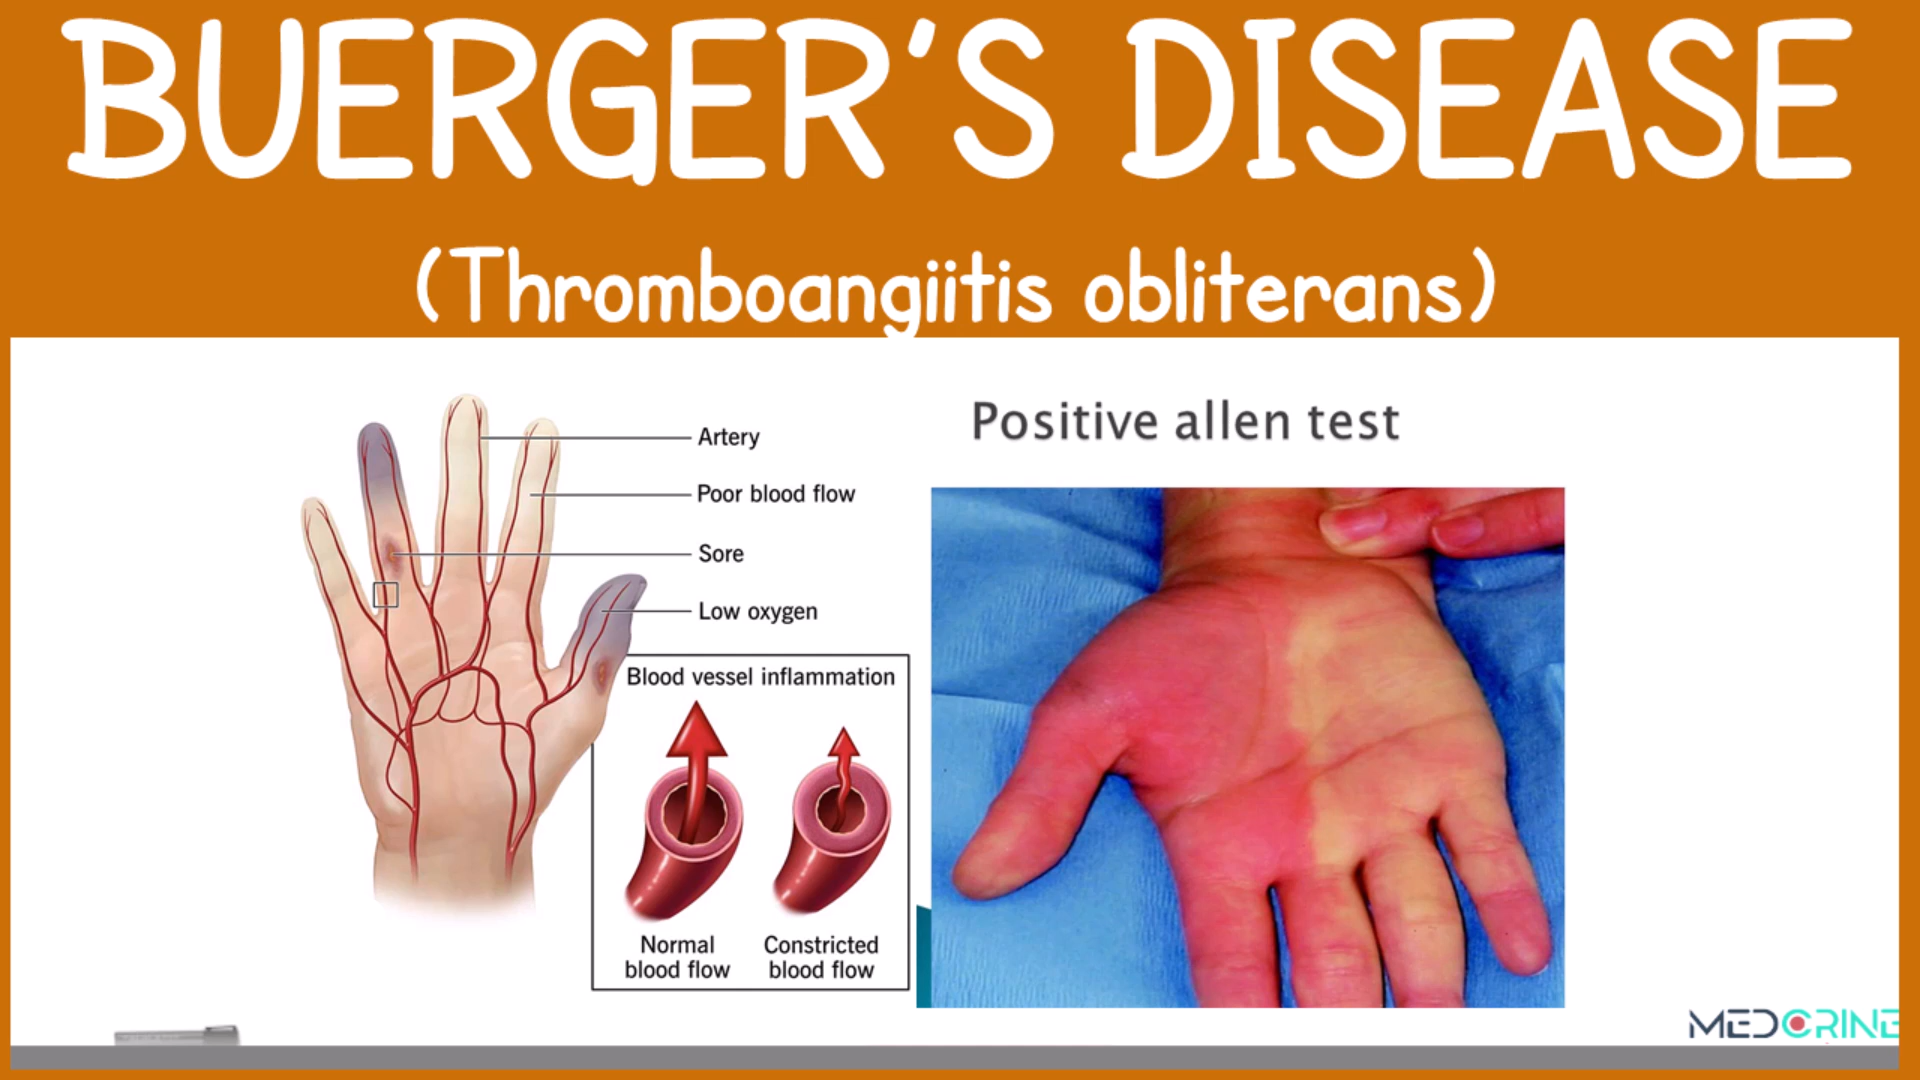 BUERGER'S DISEASE
(Thromboangiitis obliterans)
Artery
Poor blood flow
Sore
Low oxygen
Blood vessel inflammation
Normal
blood flow
Constricted
blood flow
Positive allen test
MEDCRINE